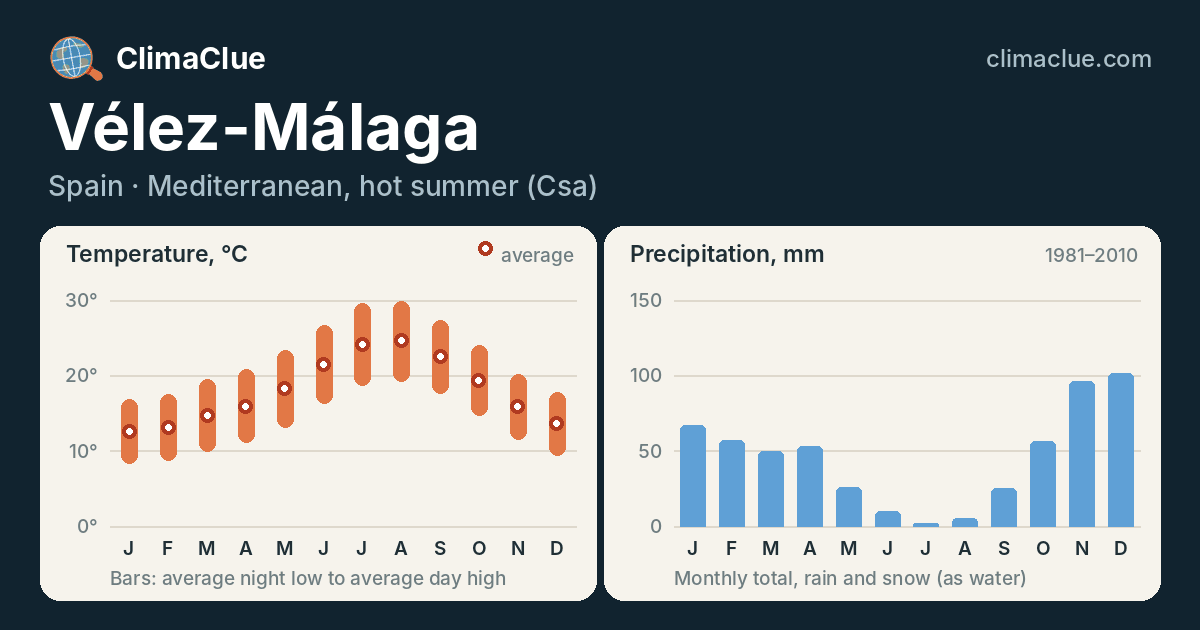 ClimaClue
climaclue.com
Vélez-Málaga
Spain · Mediterranean, hot summer (Csa)
Temperature, °C
average
30°
20°
10°
0°
J F M A M J J A S O N D
Bars: average night low to average day high
Precipitation, mm
1981–2010
150
100
50
0
J F M A M J J A S O N D
Monthly total, rain and snow (as water)